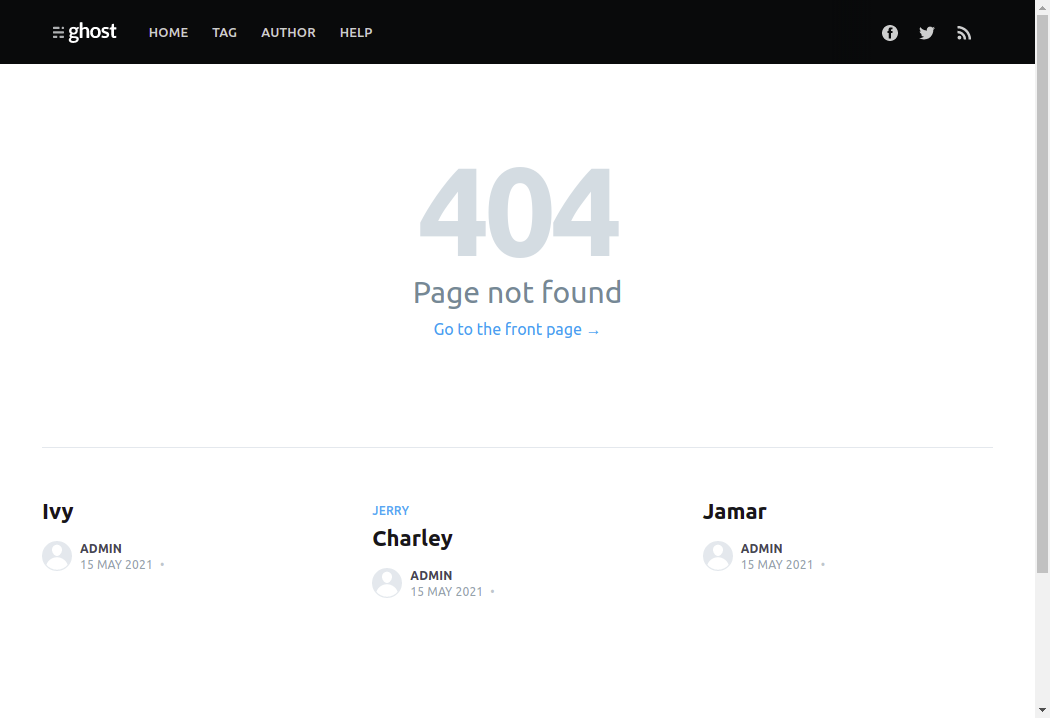 ghost HOME TAG AUTHOR HELP
404
Page not found
Go to the front page →
Ivy
ADMIN
15 MAY 2021 •
JERRY
Charley
ADMIN
15 MAY 2021 •
Jamar
ADMIN
15 MAY 2021 •